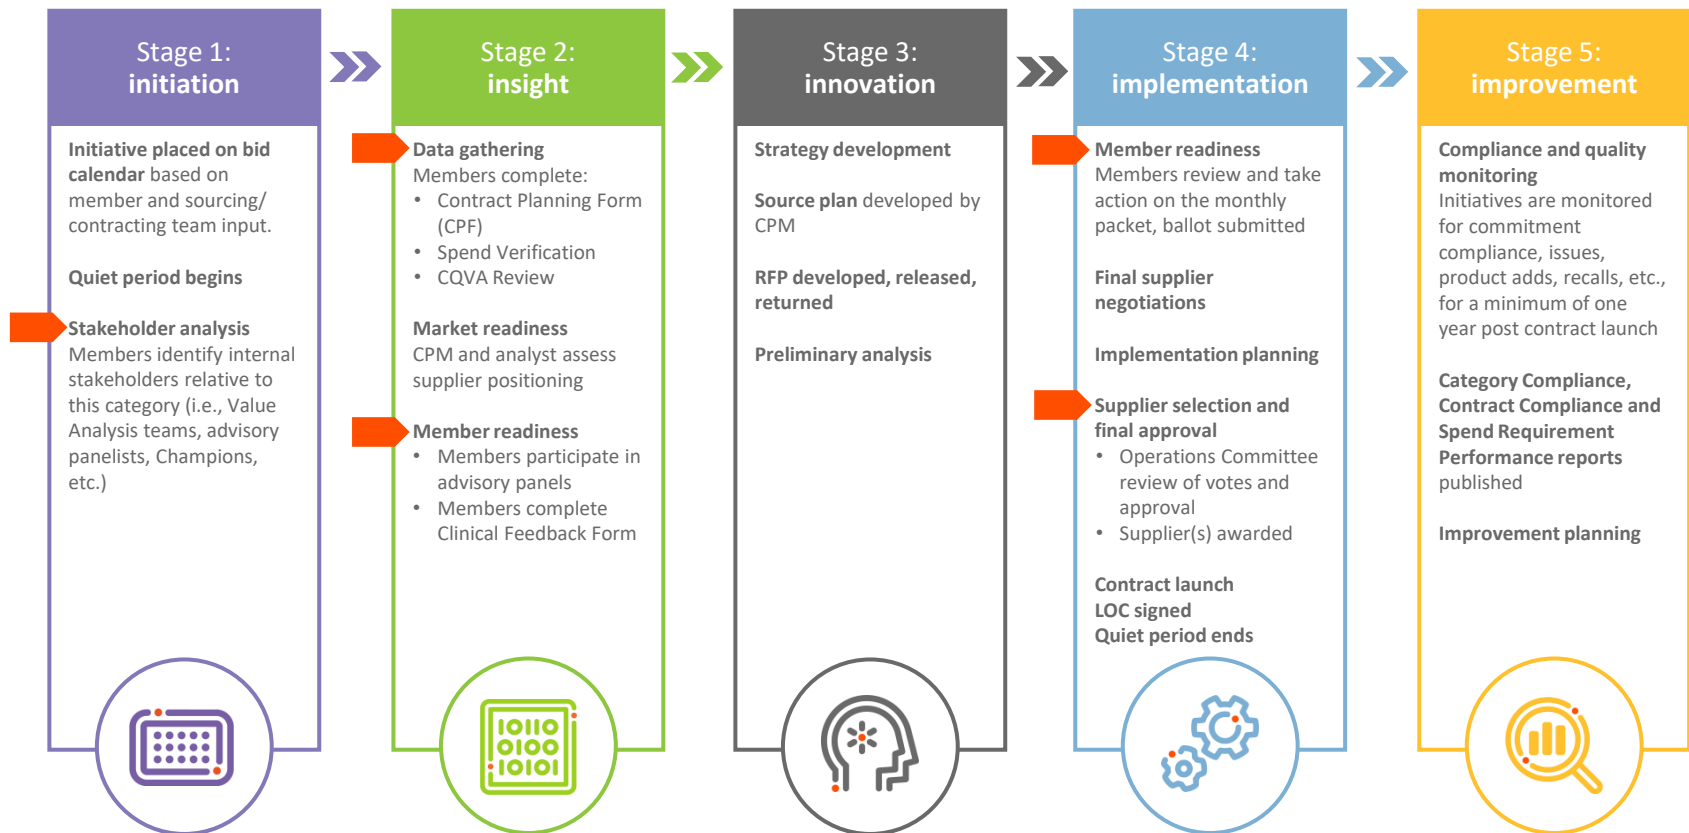 Stage 1:
initiation
Initiative placed on bid
calendar based on
member and sourcing/
contracting team input.
Quiet period begins
Stakeholder analysis
Members identify internal
stakeholders relative to
this category (i.e., Value
Analysis teams, advisory
panelists, Champions,
etc.)
Stage 2:
insight
Data gathering
Members complete:
• Contract Planning Form
(CPF)
• Spend Verification
• CQVA Review
Market readiness
CPM and analyst assess
supplier positioning
Member readiness
• Members participate in
advisory panels
• Members complete
Clinical Feedback Form
10110
0100
10101
Stage 3:
innovation
Strategy development
Source plan developed by
CPM
RFP developed, released,
returned
Preliminary analysis
Stage 4:
implementation
Member readiness
Members review and take
action on the monthly
packet, ballot submitted
Final supplier
negotiations
Implementation planning
Supplier selection and
final approval
• Operations Committee
review of votes and
approval
• Supplier(s) awarded
Contract launch
LOC signed
Quiet period ends
Stage 5:
improvement
Compliance and quality
monitoring
Initiatives are monitored
for commitment
compliance, issues,
product adds, recalls, etc.,
for a minimum of one
year post contract launch
Category Compliance,
Contract Compliance and
Spend Requirement
Performance reports
published
Improvement planning